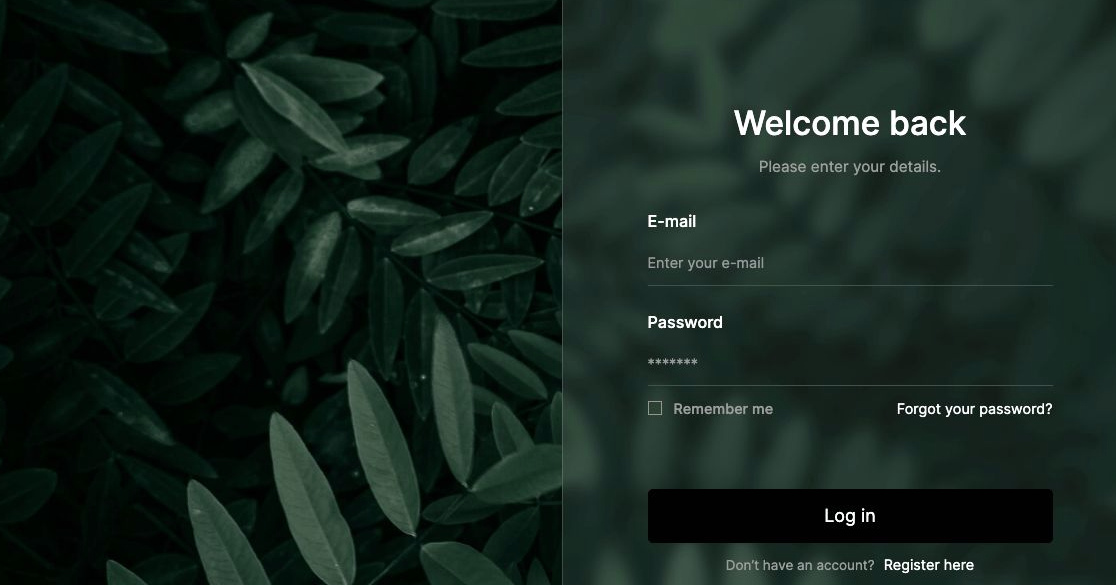 Welcome back
Please enter your details.
E-mail
Enter your e-mail
Password
*******
Remember me Forgot your password?
Log in
Don't have an account? Register here